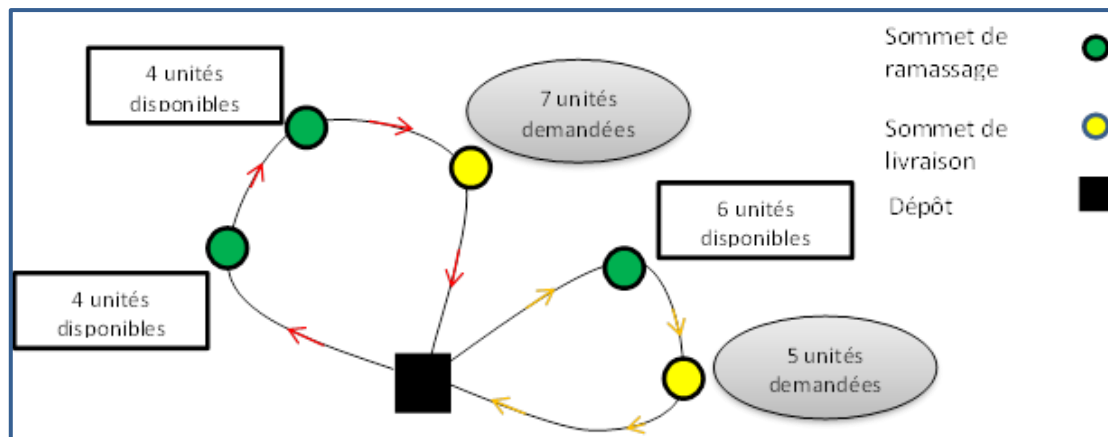 4 unités
disponibles
7 unités
demandées
6 unités
disponibles
4 unités
disponibles
5 unités
demandées
Sommet de
ramassage
Sommet de
livraison
Dépôt